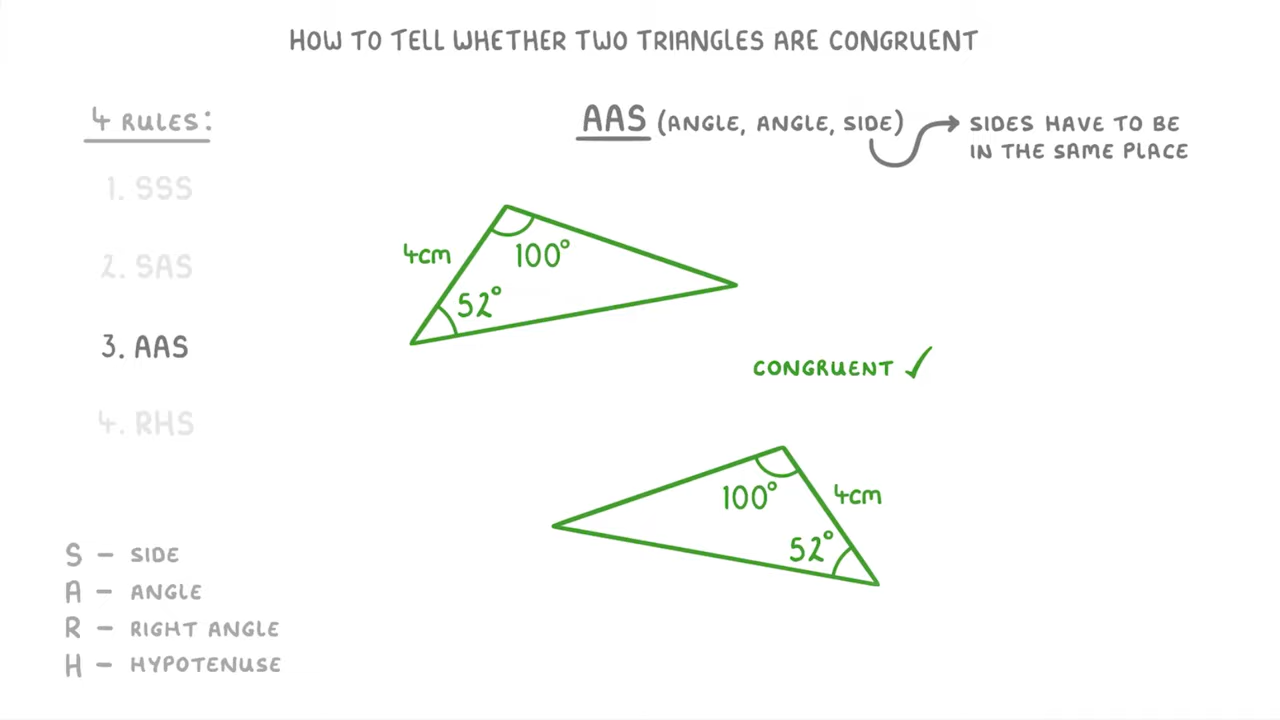 HOW TO TELL WHETHER TWO TRIANGLES ARE CONGRUENT
4 RULES:
1. SSS
2. SAS
3. AAS
4. RHS
S – SIDE
A – ANGLE
R – RIGHT ANGLE
H – HYPOTENUSE
AAS (ANGLE, ANGLE, SIDE)
SIDES HAVE TO BE
IN THE SAME PLACE
4cm
100°
52°
CONGRUENT ✓
100°
4cm
52°